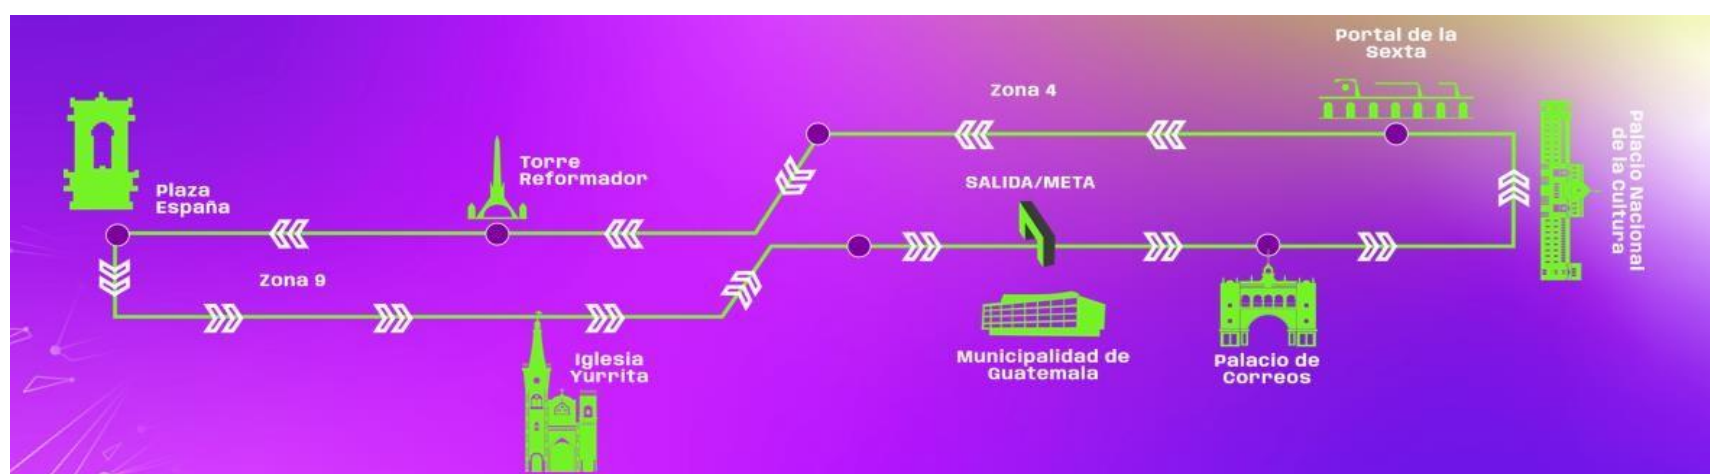 Portal de la
Sexta
Zona 4
Palacio Nacional
de la Cultura
Torre
Reformador
SALIDA/META
Plaza
España
Zona 9
Iglesia
Yurrita
Municipalidad de
Guatemala
Palacio de
Correos